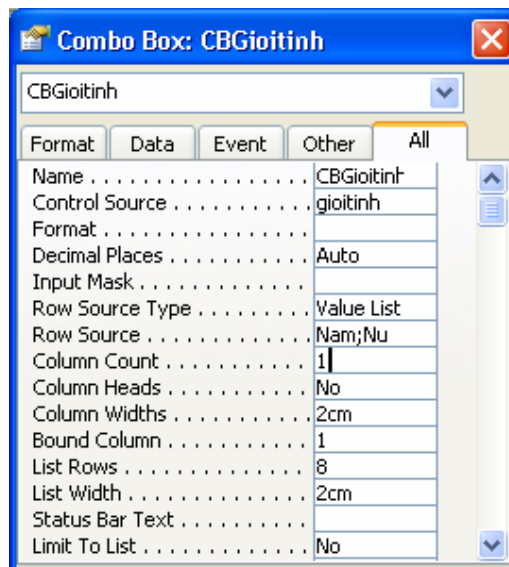 Combo Box: CBGioitinh
CBGioitinh
Format Data Event Other All
Name . . . . . . . . . . . . . . . . . . CBGioitinh
Control Source . . . . . . . . . . . gioitinh
Format . . . . . . . . . . . . . . . . .
Decimal Places . . . . . . . . . . . Auto
Input Mask . . . . . . . . . . . . .
Row Source Type . . . . . . . . . Value List
Row Source . . . . . . . . . . . . . Nam;Nu
Column Count . . . . . . . . . . . 1
Column Heads . . . . . . . . . . . No
Column Widths . . . . . . . . . . 2cm
Bound Column . . . . . . . . . . . 1
List Rows . . . . . . . . . . . . . . 8
List Width . . . . . . . . . . . . . . 2cm
Status Bar Text . . . . . . . . . .
Limit To List . . . . . . . . . . . . . No